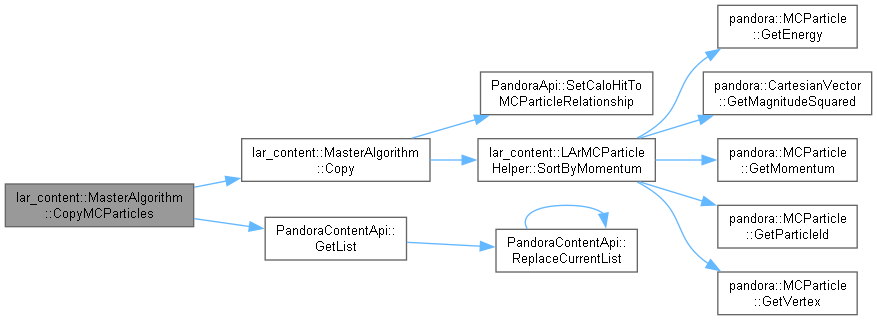 lar_content::MasterAlgorithm
::CopyMCParticles
lar_content::MasterAlgorithm
::Copy
PandoraContentApi::
GetList
PandoraApi::SetCaloHitTo
MCParticleRelationship
lar_content::LArMCParticle
Helper::SortByMomentum
PandoraContentApi::
ReplaceCurrentList
pandora::MCParticle
::GetEnergy
pandora::CartesianVector
::GetMagnitudeSquared
pandora::MCParticle
::GetMomentum
pandora::MCParticle
::GetParticleId
pandora::MCParticle
::GetVertex